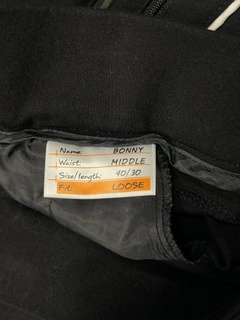 Name: BONNY
Waist: MIDDLE
Size/length: 40/30
Fit: LOOSE